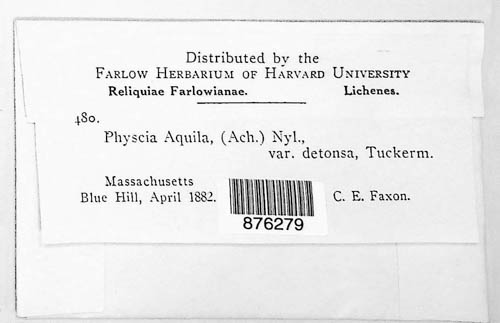 Distributed by the
Farlow Herbarium of Harvard University
Reliquiae Farlowianae. Lichenes.
480.
Physcia Aquila, (Ach.) Nyl.,
var. detonsa, Tuckerm.
Massachusetts
Blue Hill, April 1882. C. E. Faxon.
876279